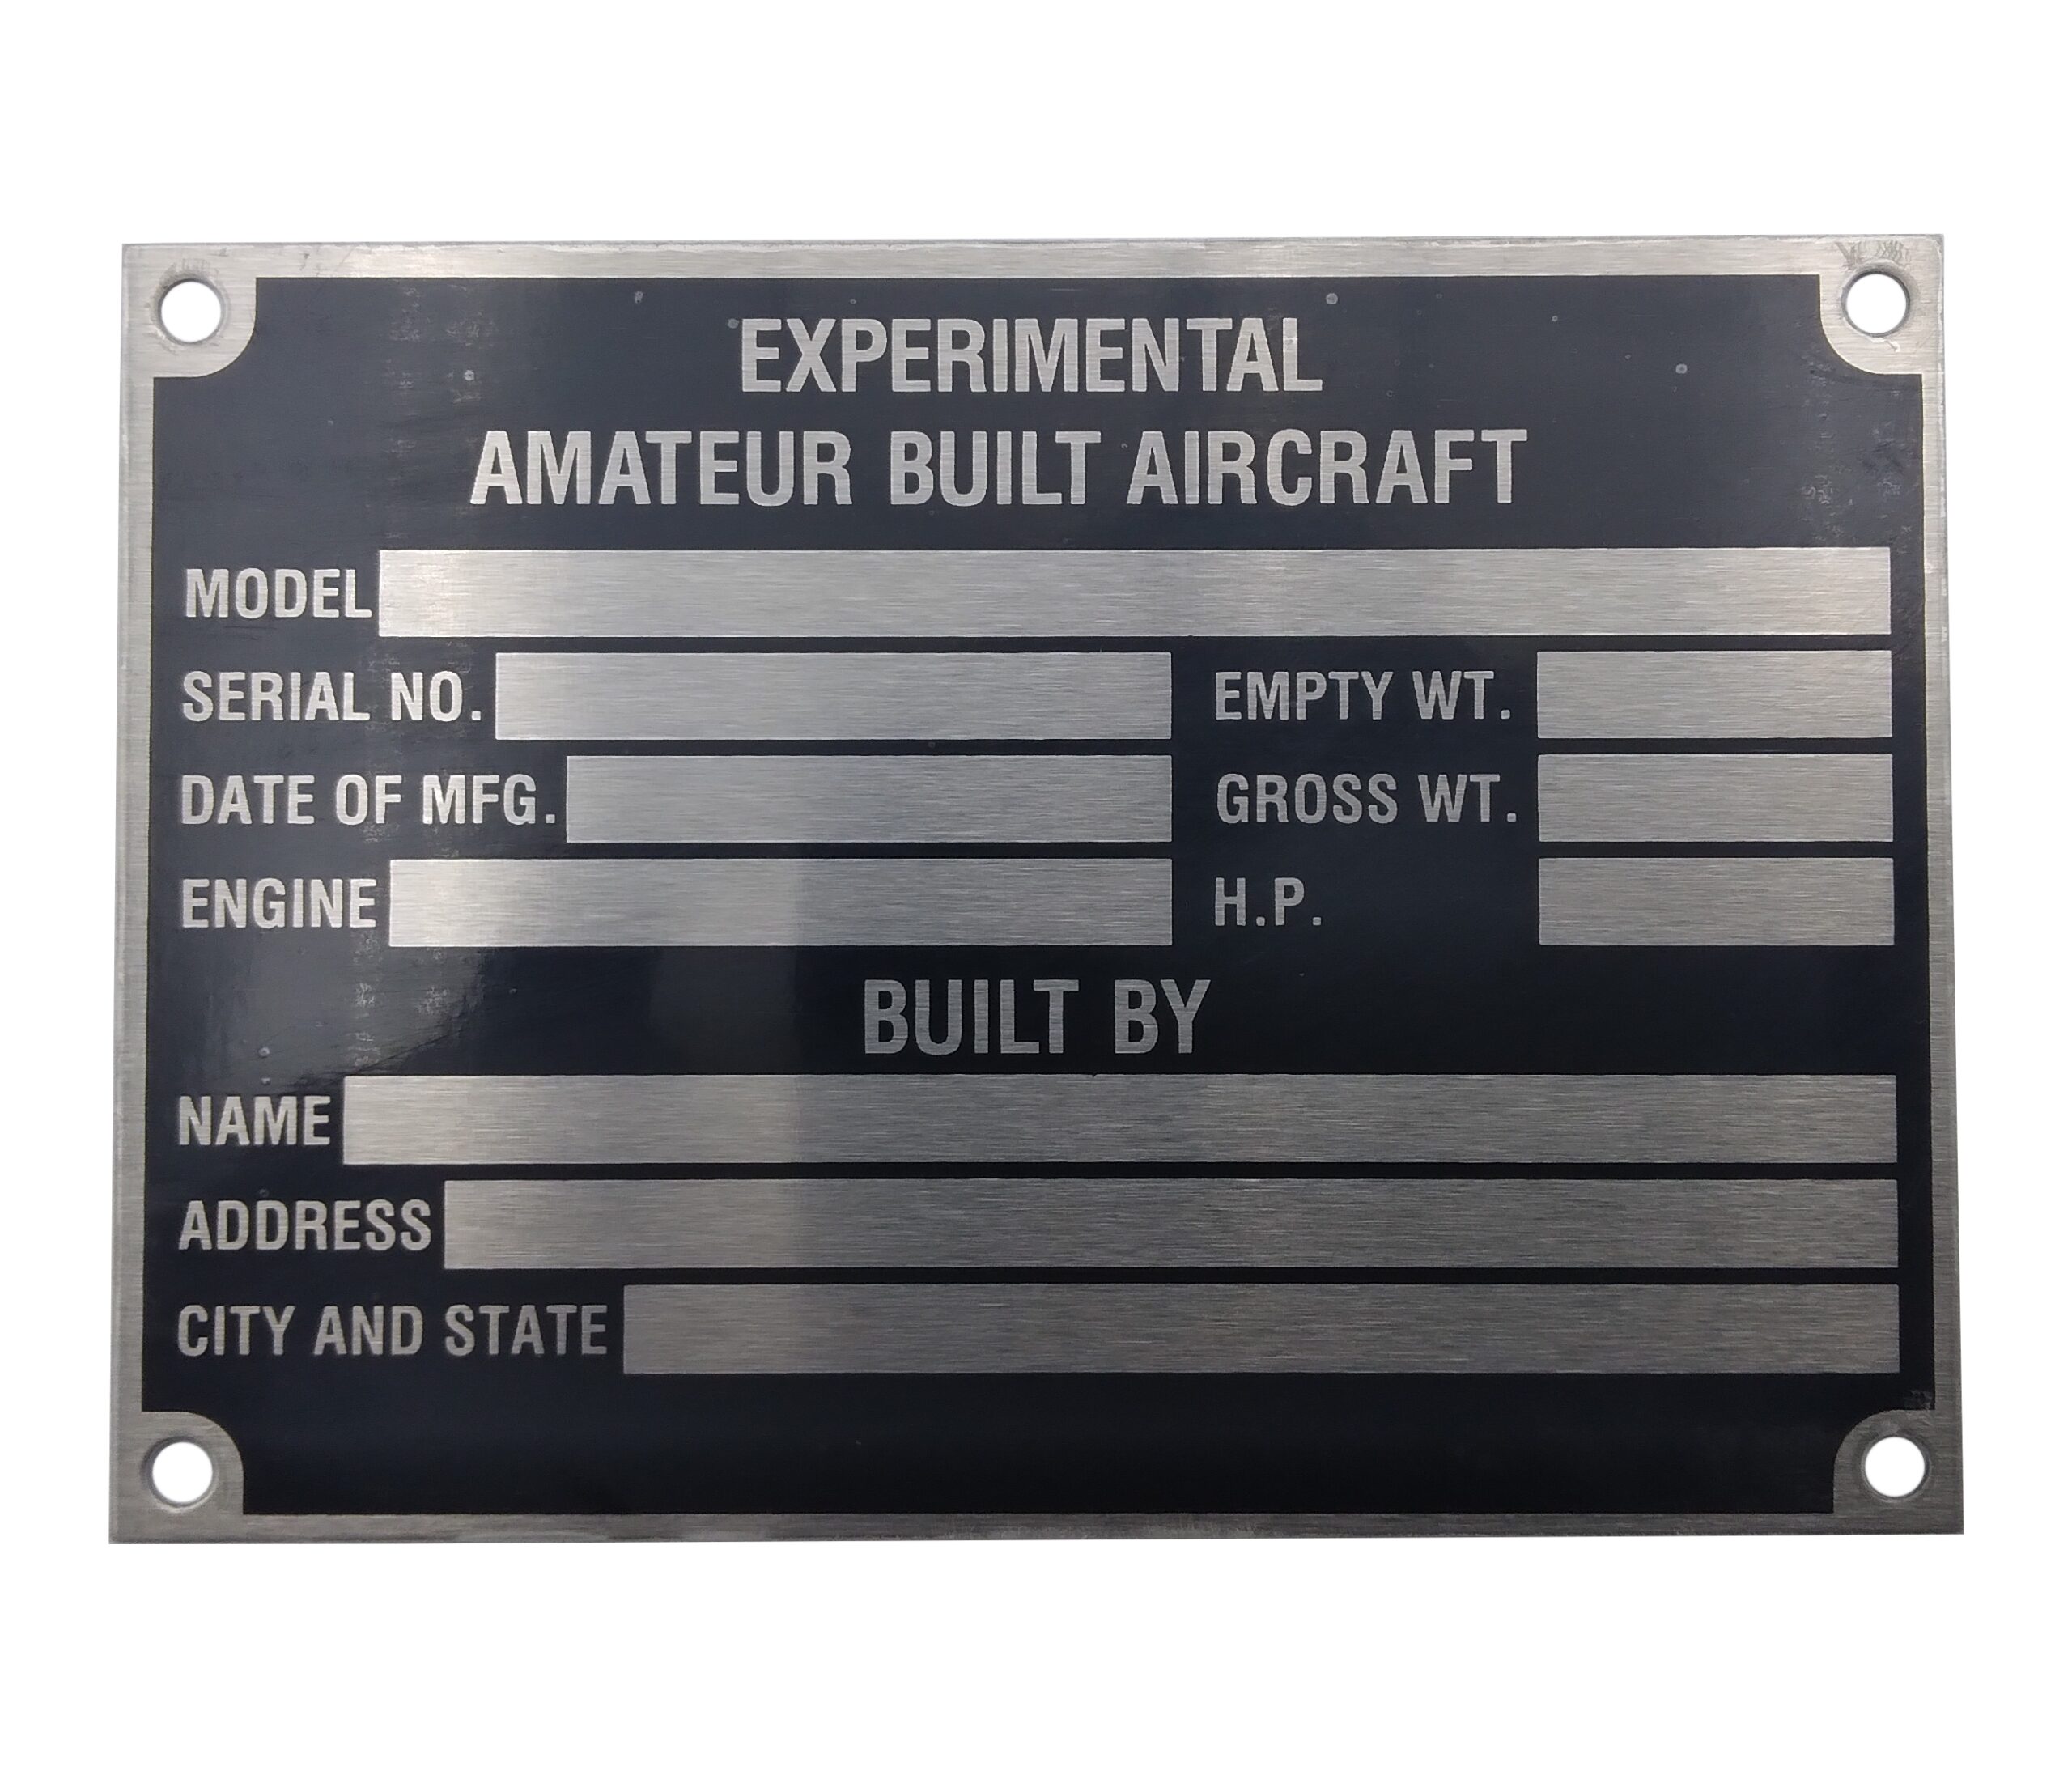 EXPERIMENTAL
AMATEUR BUILT AIRCRAFT
MODEL
SERIAL NO. EMPTY WT.
DATE OF MFG. GROSS WT.
ENGINE H.P.
BUILT BY
NAME
ADDRESS
CITY AND STATE